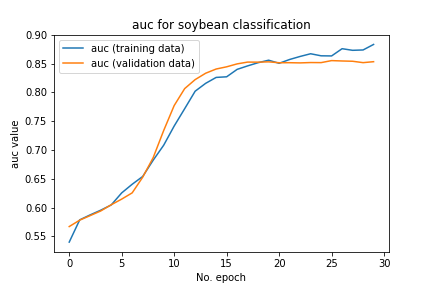 auc for soybean classification
auc (training data)
auc (validation data)
auc value
0.90
0.85
0.80
0.75
0.70
0.65
0.60
0.55
0 5 10 15 20 25 30
No. epoch